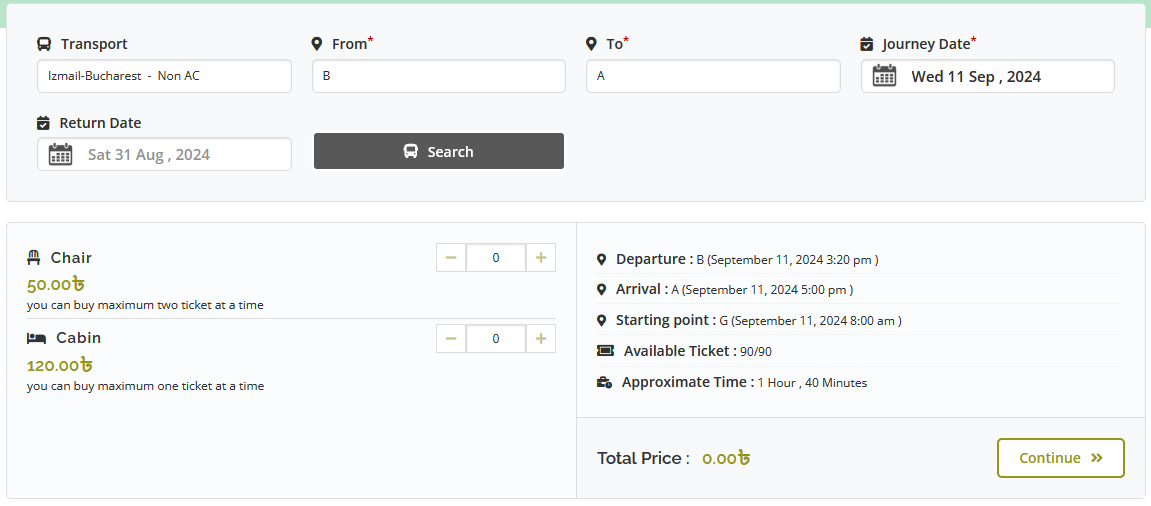 Transport
From*
To*
Journey Date*
Izmail-Bucharest - Non AC
B
A
Wed 11 Sep , 2024
Return Date
Sat 31 Aug , 2024
Search
Chair
− 0 +
50.00৳
you can buy maximum two ticket at a time
Cabin
− 0 +
120.00৳
you can buy maximum one ticket at a time
Departure : B (September 11, 2024 3:20 pm )
Arrival : A (September 11, 2024 5:00 pm )
Starting point : G (September 11, 2024 8:00 am )
Available Ticket : 90/90
Approximate Time : 1 Hour , 40 Minutes
Total Price : 0.00৳
Continue »